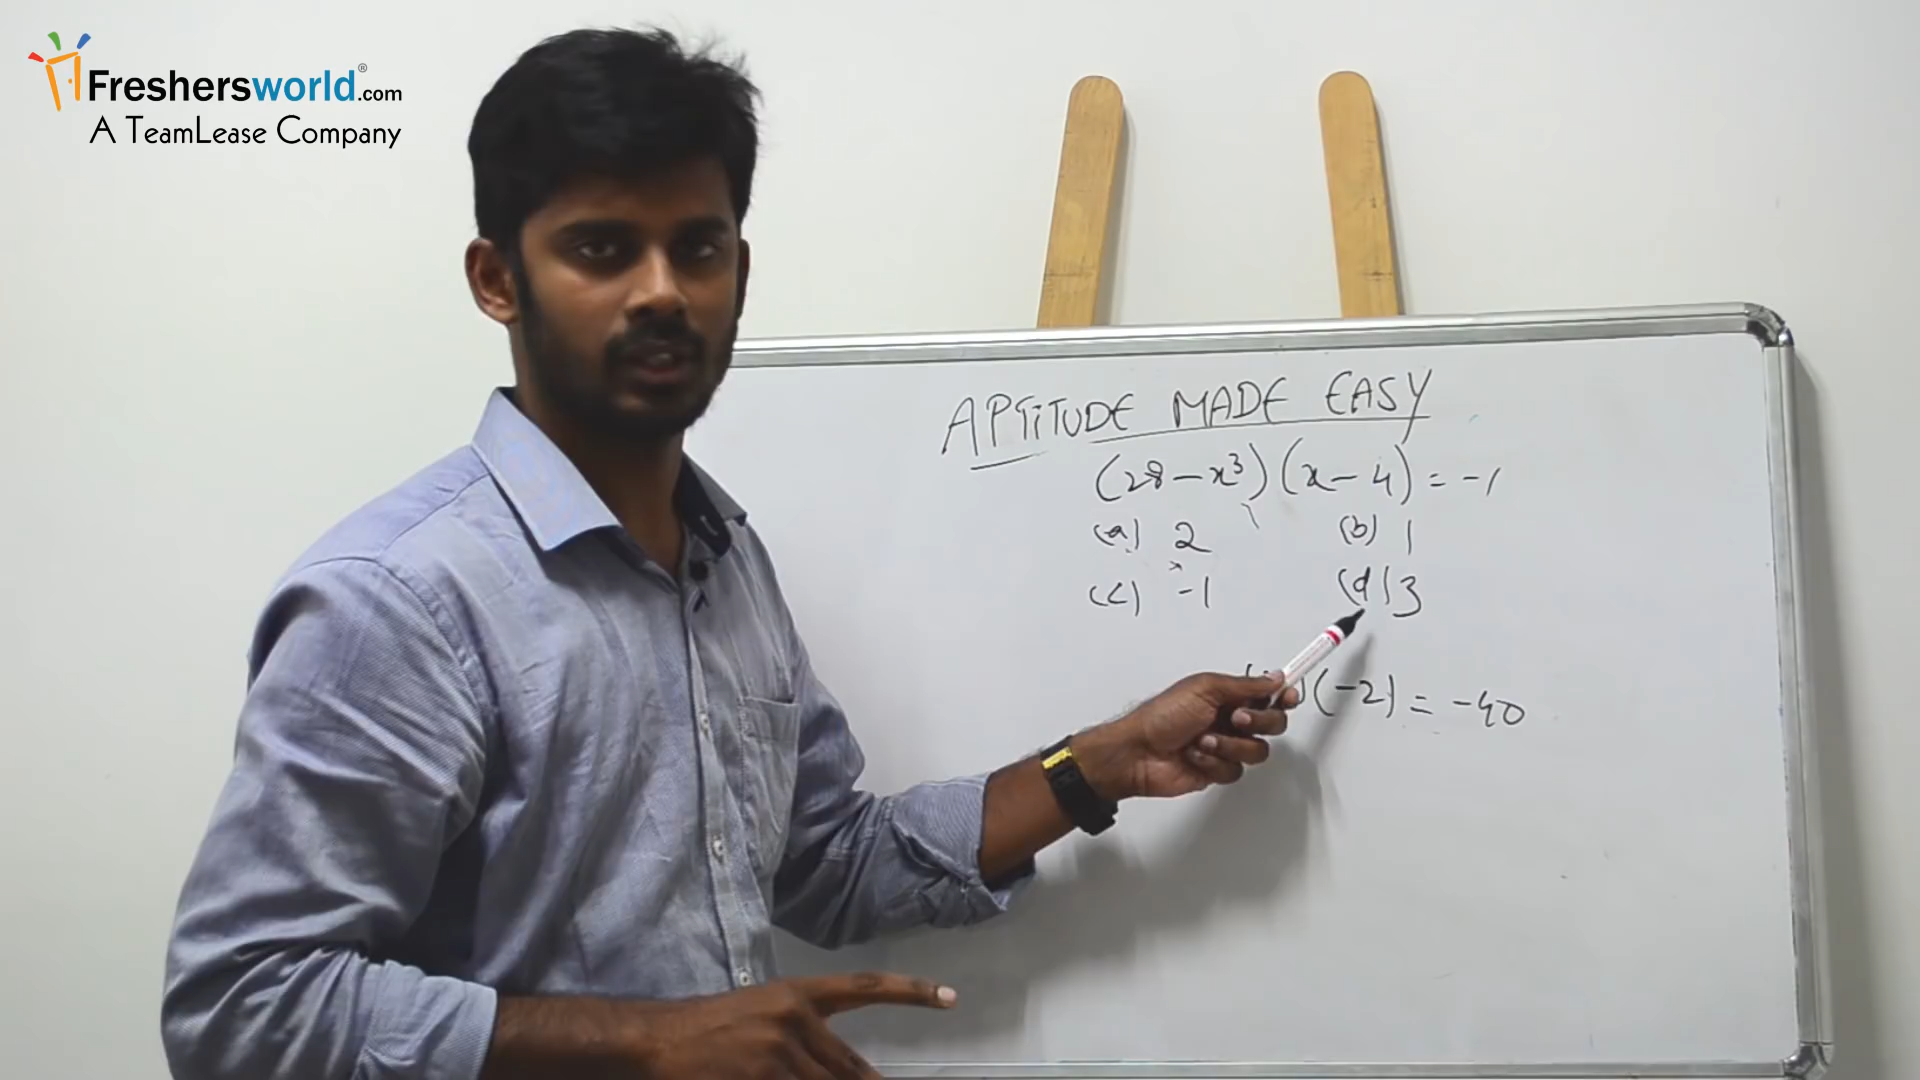 Freshersworld.com®
A TeamLease Company
APTITUDE MADE EASY
(28-x³)(x-4)=-1
(a) 2 (b) 1
(c) -1 (d) 3
)(-2) = -40